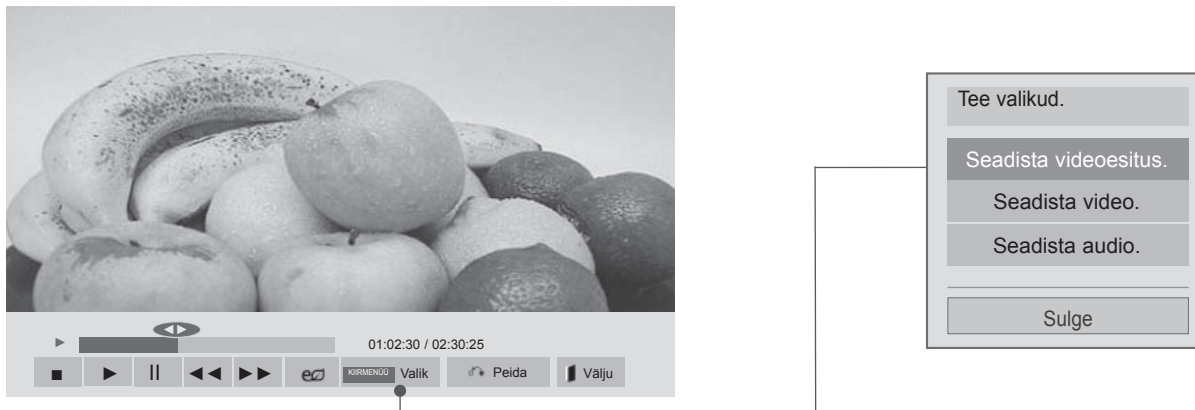 01:02:30 / 02:30:25
KIIRMENÜÜ Valik Peida Välju
Tee valikud.
Seadista videoesitus.
Seadista video.
Seadista audio.
Sulge